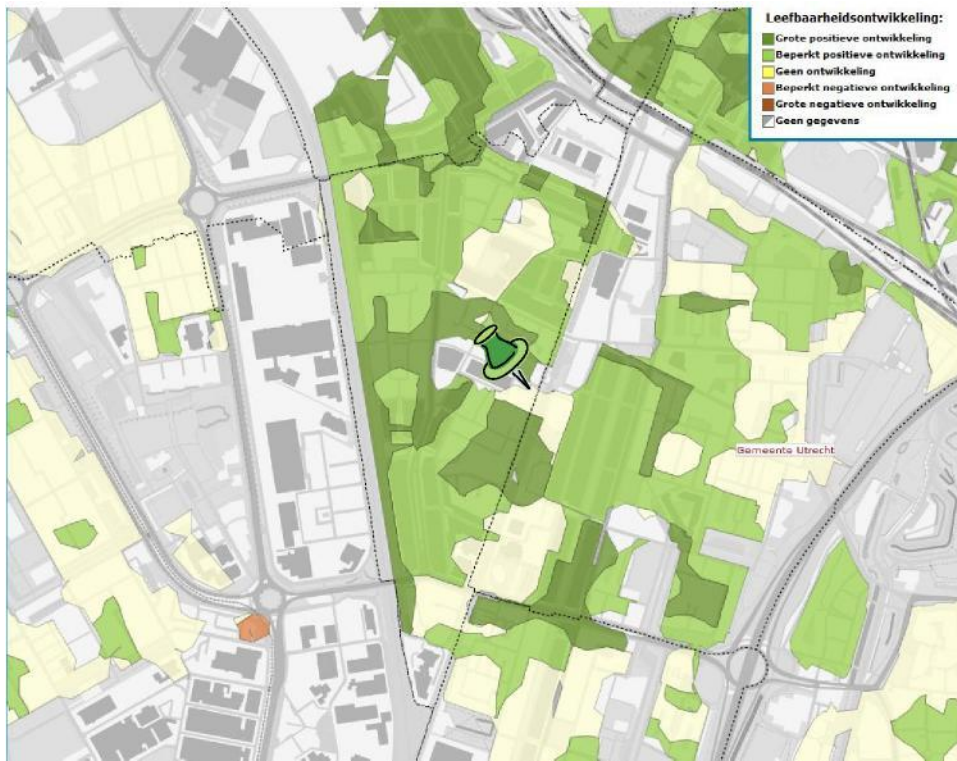 Leefbaarheidsontwikkeling:
Grote positieve ontwikkeling
Beperkt positieve ontwikkeling
Geen ontwikkeling
Beperkt negatieve ontwikkeling
Grote negatieve ontwikkeling
Geen gegevens
Gemeente Utrecht